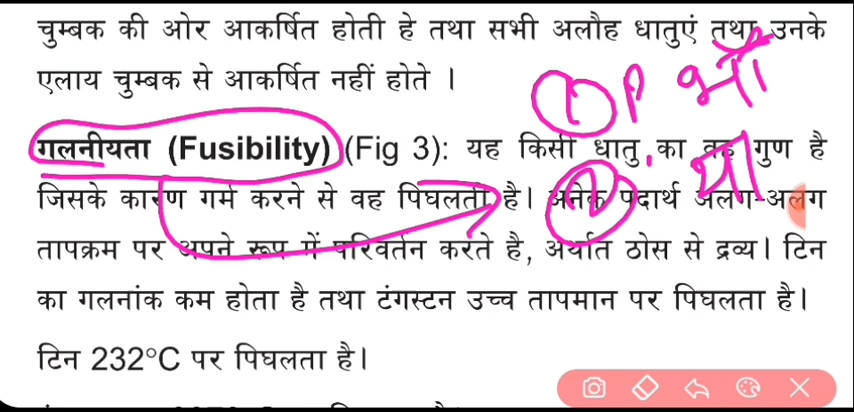 चुम्बक की ओर आकर्षित होती हे तथा सभी अलौह धातुएं तथा उनके
एलाय चुम्बक से आकर्षित नहीं होते ।
गलनीयता (Fusibility) (Fig 3): यह किसी धातु का वह गुण है
जिसके कारण गर्म करने से वह पिघलती है। अनेक पदार्थ अलग-अलग
तापक्रम पर अपने रूप में परिवर्तन करते है, अर्थात ठोस से द्रव्य। टिन
का गलनांक कम होता है तथा टंगस्टन उच्च तापमान पर पिघलता है।
टिन 232°C पर पिघलता है।